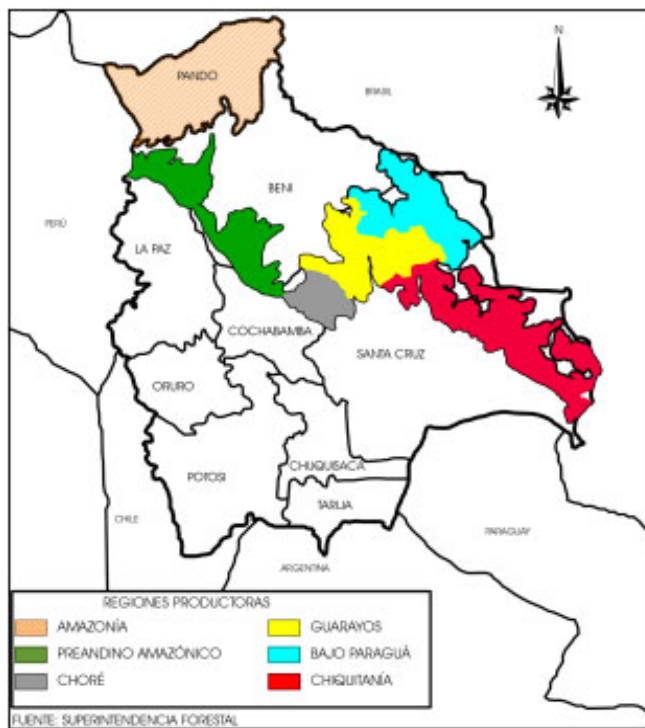 N
PANDO
BRASIL
BENI
PERÚ
LA PAZ
COCHABAMBA
SANTA CRUZ
ORURO
CHUQUISACA
POTOSI
TARIJA
CHILE
PARAGUAY
ARGENTINA
REGIONES PRODUCTORAS
AMAZONÍA
GUARAYOS
PREANDINO AMAZÓNICO
BAJO PARAGUÁ
CHORÉ
CHIQUITANÍA
FUENTE: SUPERINTENDENCIA FORESTAL